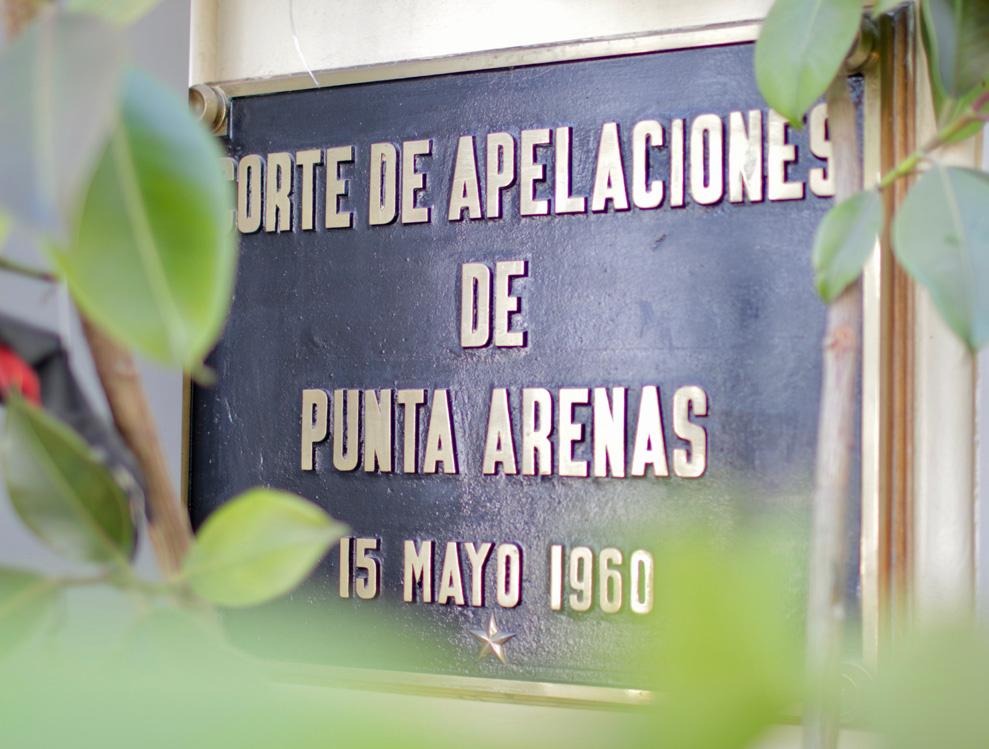 CORTE DE APELACIONES
DE
PUNTA ARENAS
15 MAYO 1960